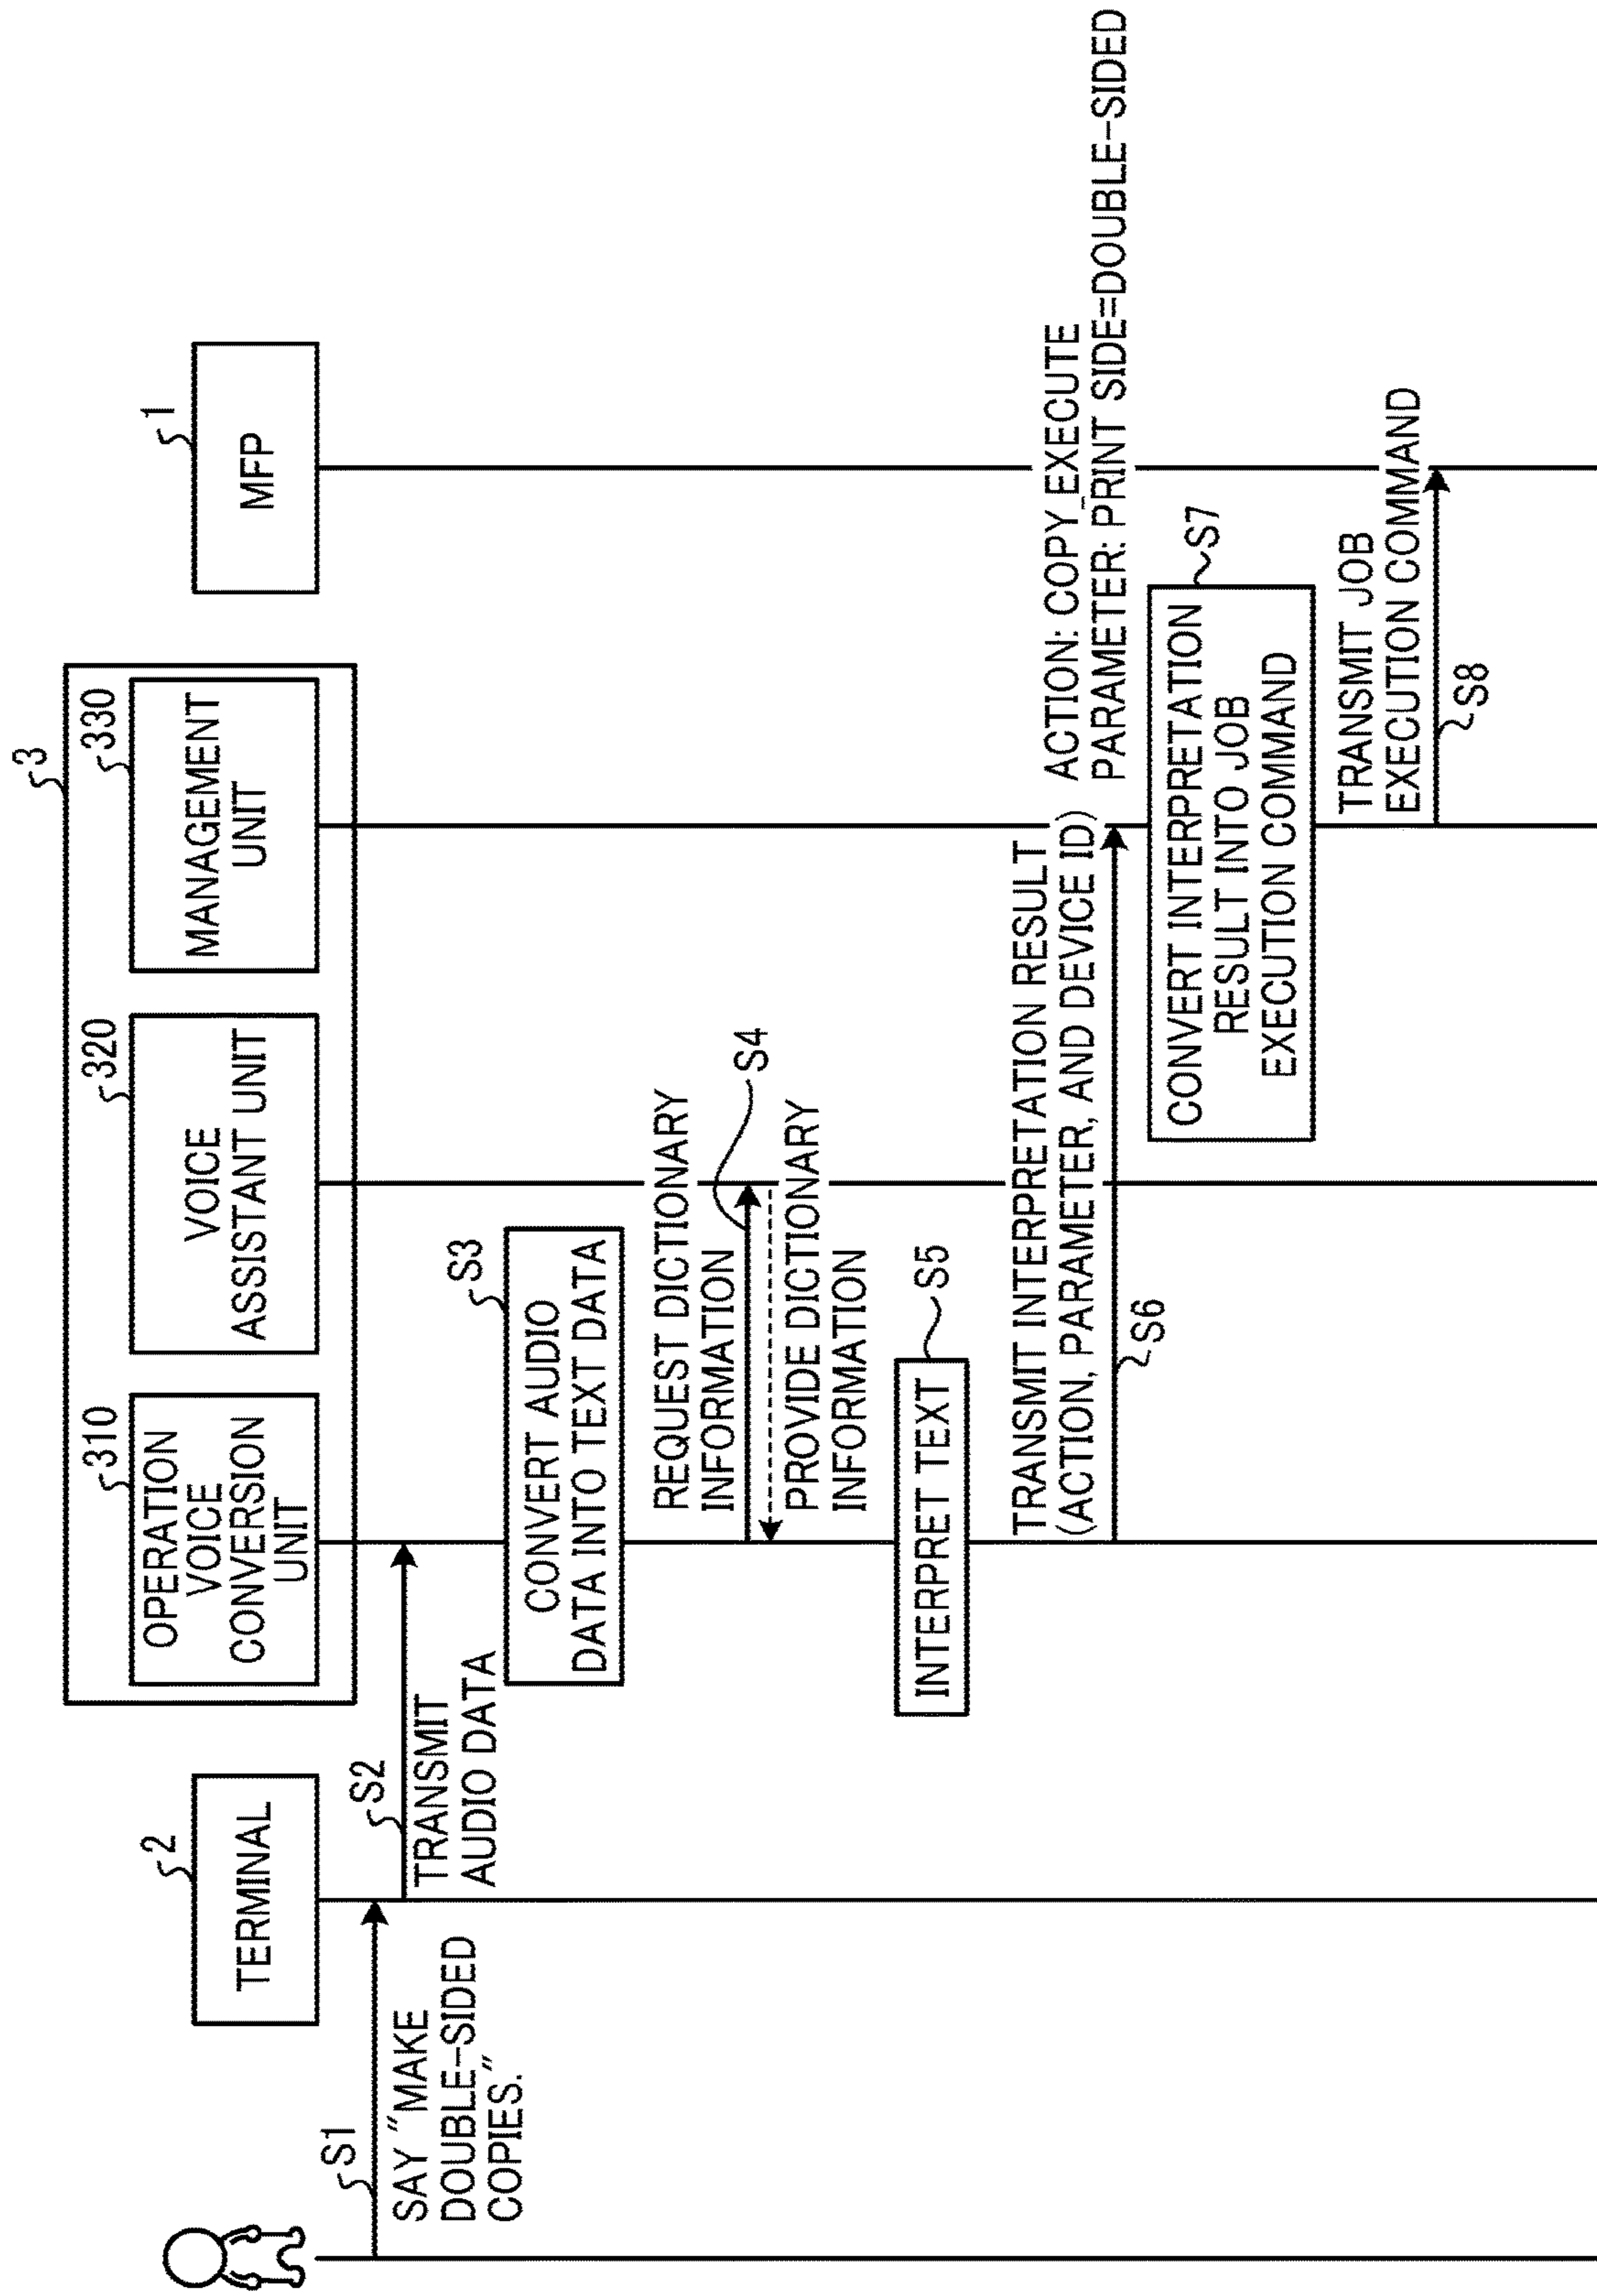 3
2
TERMINAL
310
OPERATION
VOICE
CONVERSION
UNIT
320
VOICE
ASSISTANT UNIT
330
MANAGEMENT
UNIT
1
MFP
S1
SAY "MAKE
DOUBLE-SIDED
COPIES."
S2
TRANSMIT
AUDIO DATA
S3
CONVERT AUDIO
DATA INTO TEXT DATA
REQUEST DICTIONARY
INFORMATION
S4
PROVIDE DICTIONARY
INFORMATION
S5
INTERPRET TEXT
TRANSMIT INTERPRETATION RESULT
(ACTION, PARAMETER, AND DEVICE ID)
S6
ACTION: COPY_EXECUTE
PARAMETER: PRINT SIDE=DOUBLE-SIDED
S7
CONVERT INTERPRETATION
RESULT INTO JOB
EXECUTION COMMAND
TRANSMIT JOB
EXECUTION COMMAND
S8